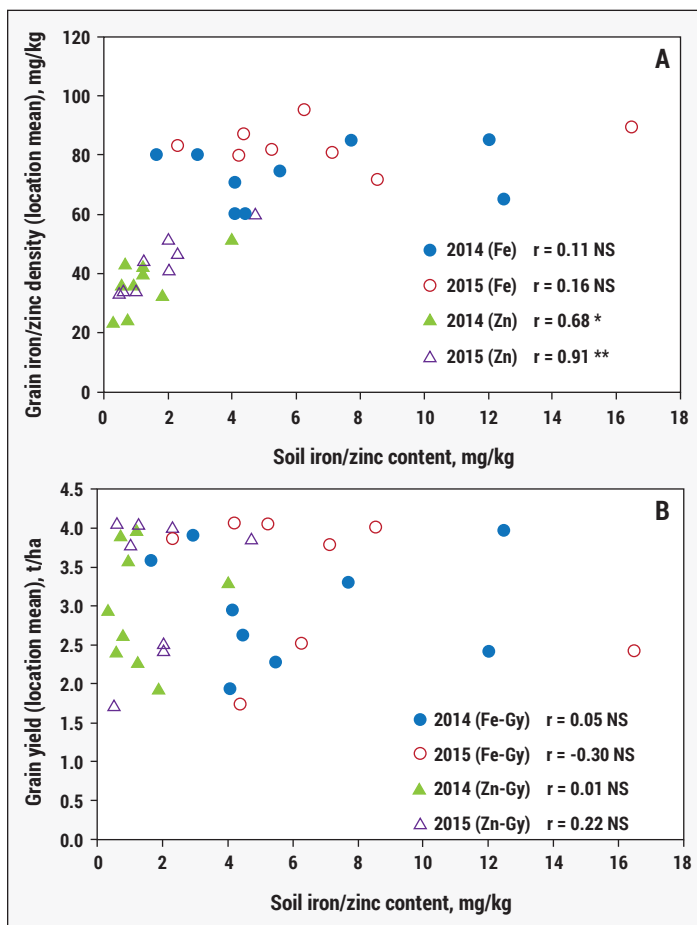 A
Grain iron/zinc density (location mean), mg/kg
120
100
80
60
40
20
0
2014 (Fe) r = 0.11 NS
2015 (Fe) r = 0.16 NS
2014 (Zn) r = 0.68 *
2015 (Zn) r = 0.91 **
0 2 4 6 8 10 12 14 16 18
Soil iron/zinc content, mg/kg
B
Grain yield (location mean), t/ha
4.5
4.0
3.5
3.0
2.5
2.0
1.5
1.0
0.5
0.0
2014 (Fe-Gy) r = 0.05 NS
2015 (Fe-Gy) r = -0.30 NS
2014 (Zn-Gy) r = 0.01 NS
2015 (Zn-Gy) r = 0.22 NS
0 2 4 6 8 10 12 14 16 18
Soil iron/zinc content, mg/kg